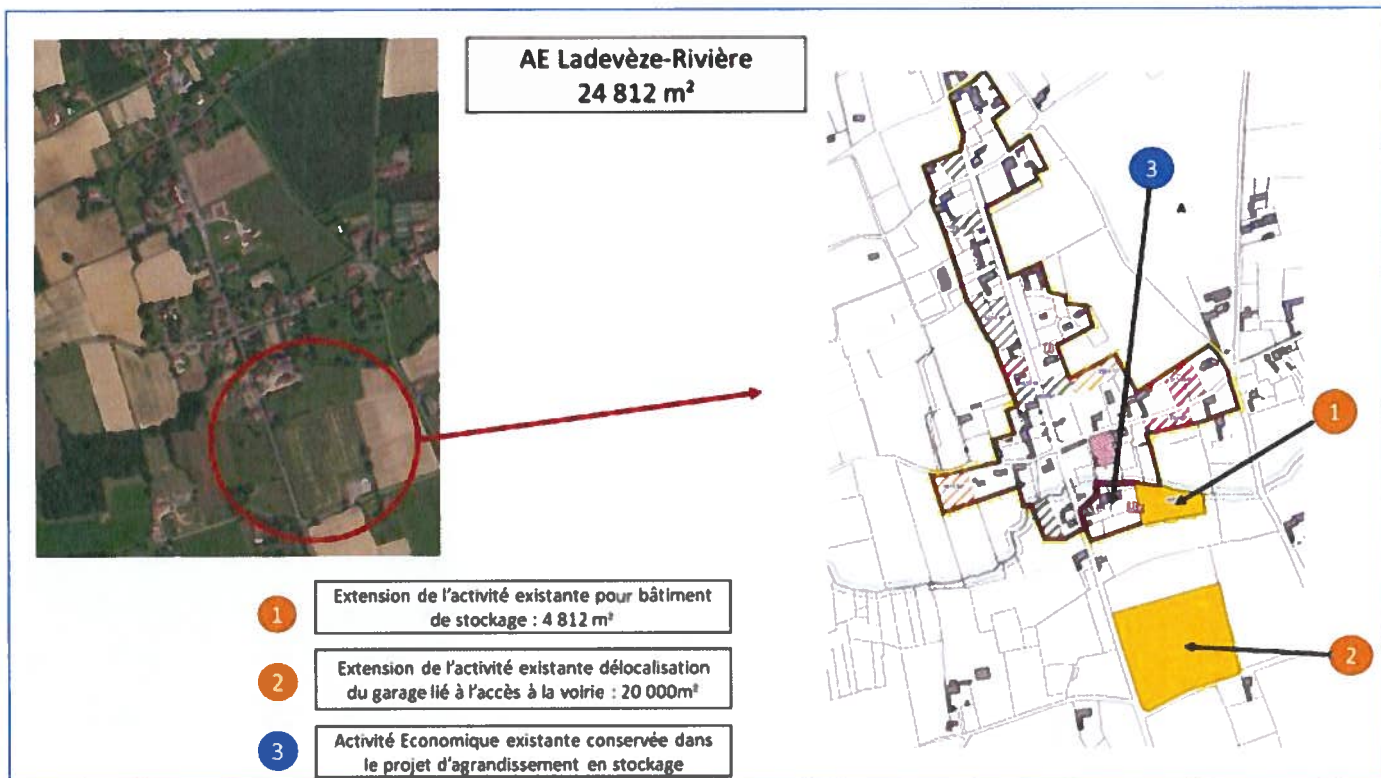 AE Ladevèze-Rivière
24 812 m²
3
1
2
1
Extension de l'activité existante pour bâtiment
de stockage : 4 812 m²
2
Extension de l'activité existante délocalisation
du garage lié à l'accès à la voirie : 20 000m²
3
Activité Economique existante conservée dans
le projet d'agrandissement en stockage